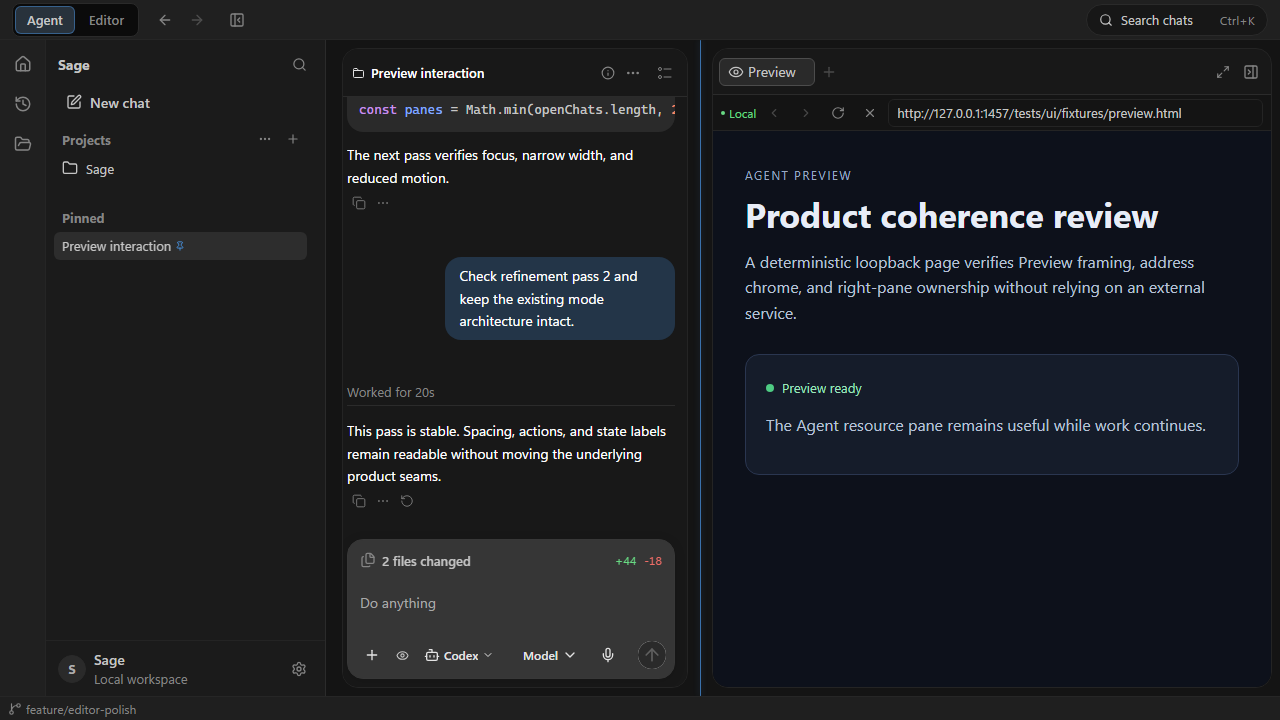 Agent
Editor
Search chats
Ctrl+K
Sage
New chat
Projects
Sage
Pinned
Preview interaction
Sage
S
Local workspace
feature/editor-polish
Preview interaction
const panes = Math.min(openChats.length,
The next pass verifies focus, narrow width, and
reduced motion.
Check refinement pass 2 and
keep the existing mode
architecture intact.
Worked for 20s
This pass is stable. Spacing, actions, and state labels
remain readable without moving the underlying
product seams.
2 files changed
+44 -18
Do anything
Codex
Model
Preview
Local
http://127.0.0.1:1457/tests/ui/fixtures/preview.html
AGENT PREVIEW
Product coherence review
A deterministic loopback page verifies Preview framing, address
chrome, and right-pane ownership without relying on an external
service.
Preview ready
The Agent resource pane remains useful while work continues.